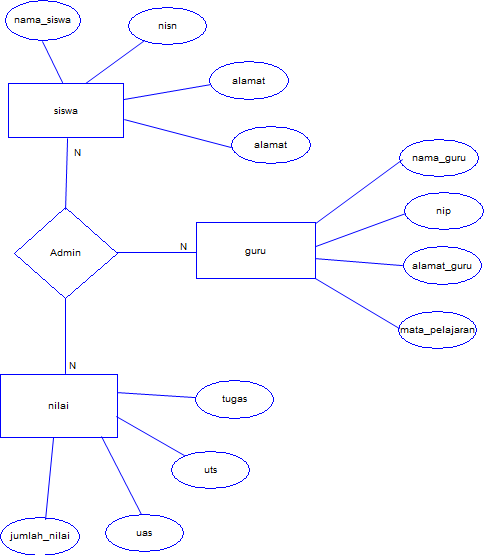 nama_siswa
nisn
alamat
siswa
alamat
N
nama_guru
nip
Admin
N
guru
alamat_guru
mata_pelajaran
N
nilai
tugas
uts
jumlah_nilai
uas